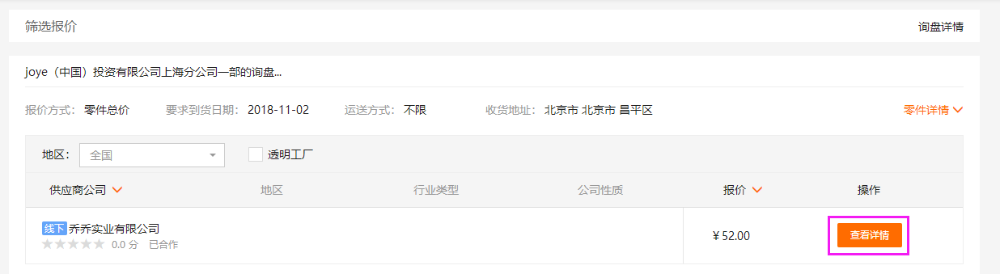 筛选报价 询盘详情
joye（中国）投资有限公司上海分公司一部的询盘...
报价方式： 零件总价 要求到货日期： 2018-11-02 运送方式： 不限 收货地址： 北京市 北京市 昌平区 零件详情
地区： 全国 透明工厂
供应商公司 地区 行业类型 公司性质 报价 操作
线下 乔乔实业有限公司
¥ 52.00 查看详情
0.0 分 已合作